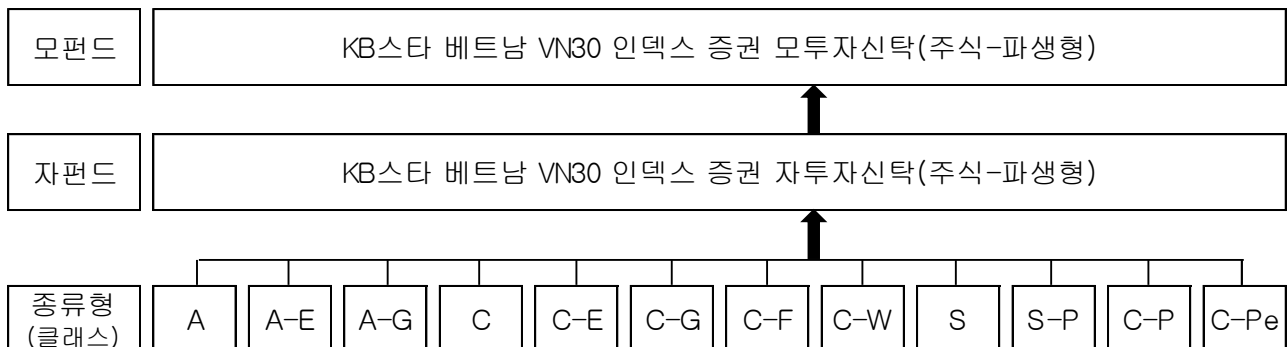 모펀드
KB스타 베트남 VN30 인덱스 증권 모투자신탁(주식-파생형)
자펀드
KB스타 베트남 VN30 인덱스 증권 자투자신탁(주식-파생형)
종류형
(클래스)
A
A-E
A-G
C
C-E
C-G
C-F
C-W
S
S-P
C-P
C-Pe